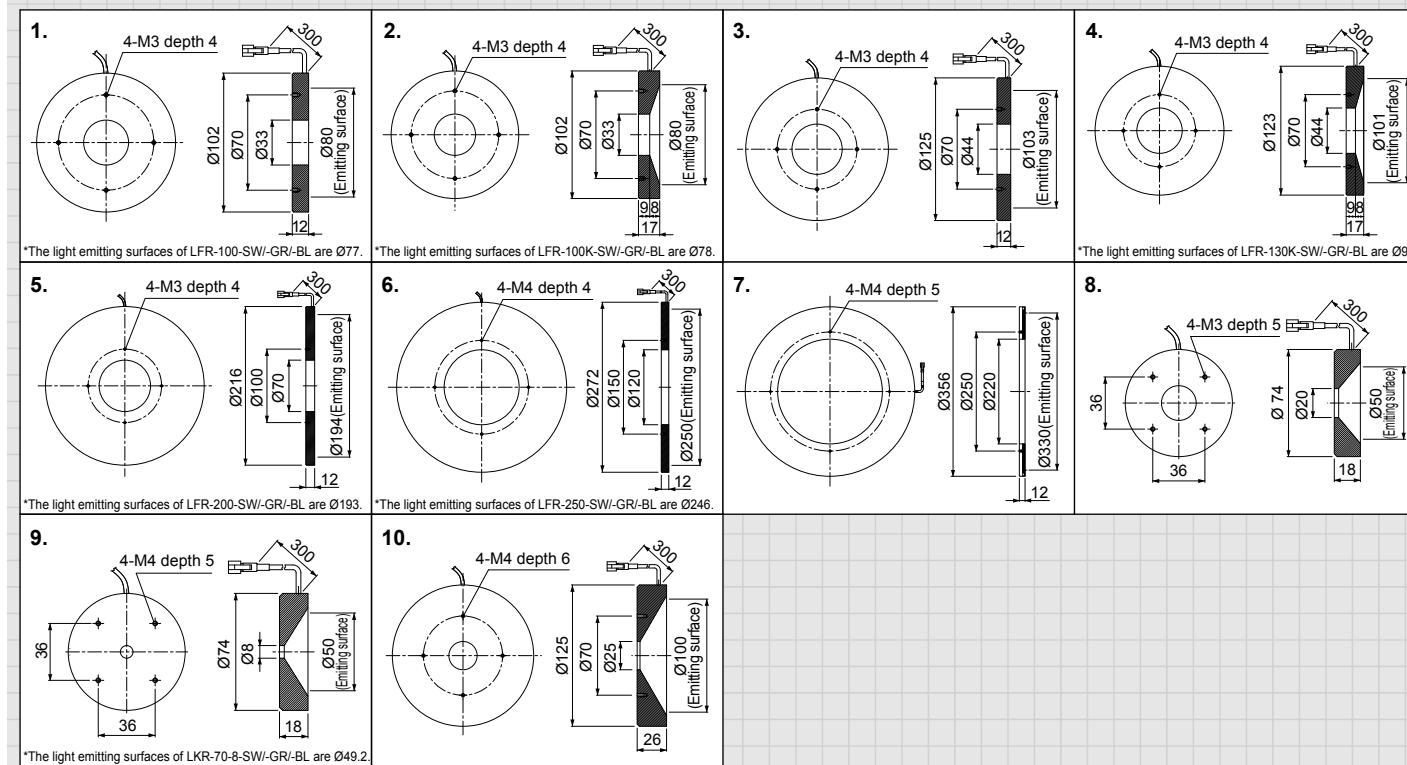 1.
4-M3 depth 4
300
Ø102
Ø70
Ø33
Ø80
(Emitting surface)
12
*The light emitting surfaces of LFR-100-SW/-GR/-BL are Ø77.
2.
4-M3 depth 4
300
Ø102
Ø70
Ø33
Ø80
(Emitting surface)
9 8
17
*The light emitting surfaces of LFR-100K-SW/-GR/-BL are Ø78.
3.
4-M3 depth 4
300
Ø125
Ø70
Ø44
Ø103
(Emitting surface)
12
4.
4-M3 depth 4
300
Ø123
Ø70
Ø44
Ø101
(Emitting surface)
9 8
17
*The light emitting surfaces of LFR-130K-SW/-GR/-BL are Ø9
5.
4-M3 depth 4
300
Ø216
Ø100
Ø70
Ø194(Emitting surface)
12
*The light emitting surfaces of LFR-200-SW/-GR/-BL are Ø193.
6.
4-M4 depth 4
300
Ø272
Ø150
Ø120
Ø250(Emitting surface)
12
*The light emitting surfaces of LFR-250-SW/-GR/-BL are Ø246.
7.
4-M4 depth 5
Ø356
Ø250
Ø220
Ø330(Emitting surface)
12
8.
4-M3 depth 5
300
36
36
Ø 74
Ø20
Ø50
(Emitting surface)
18
9.
4-M4 depth 5
300
36
36
Ø74
Ø8
Ø50
(Emitting surface)
18
*The light emitting surfaces of LKR-70-8-SW/-GR/-BL are Ø49.2.
10.
4-M4 depth 6
300
Ø125
Ø70
Ø25
Ø100
(Emitting surface)
26